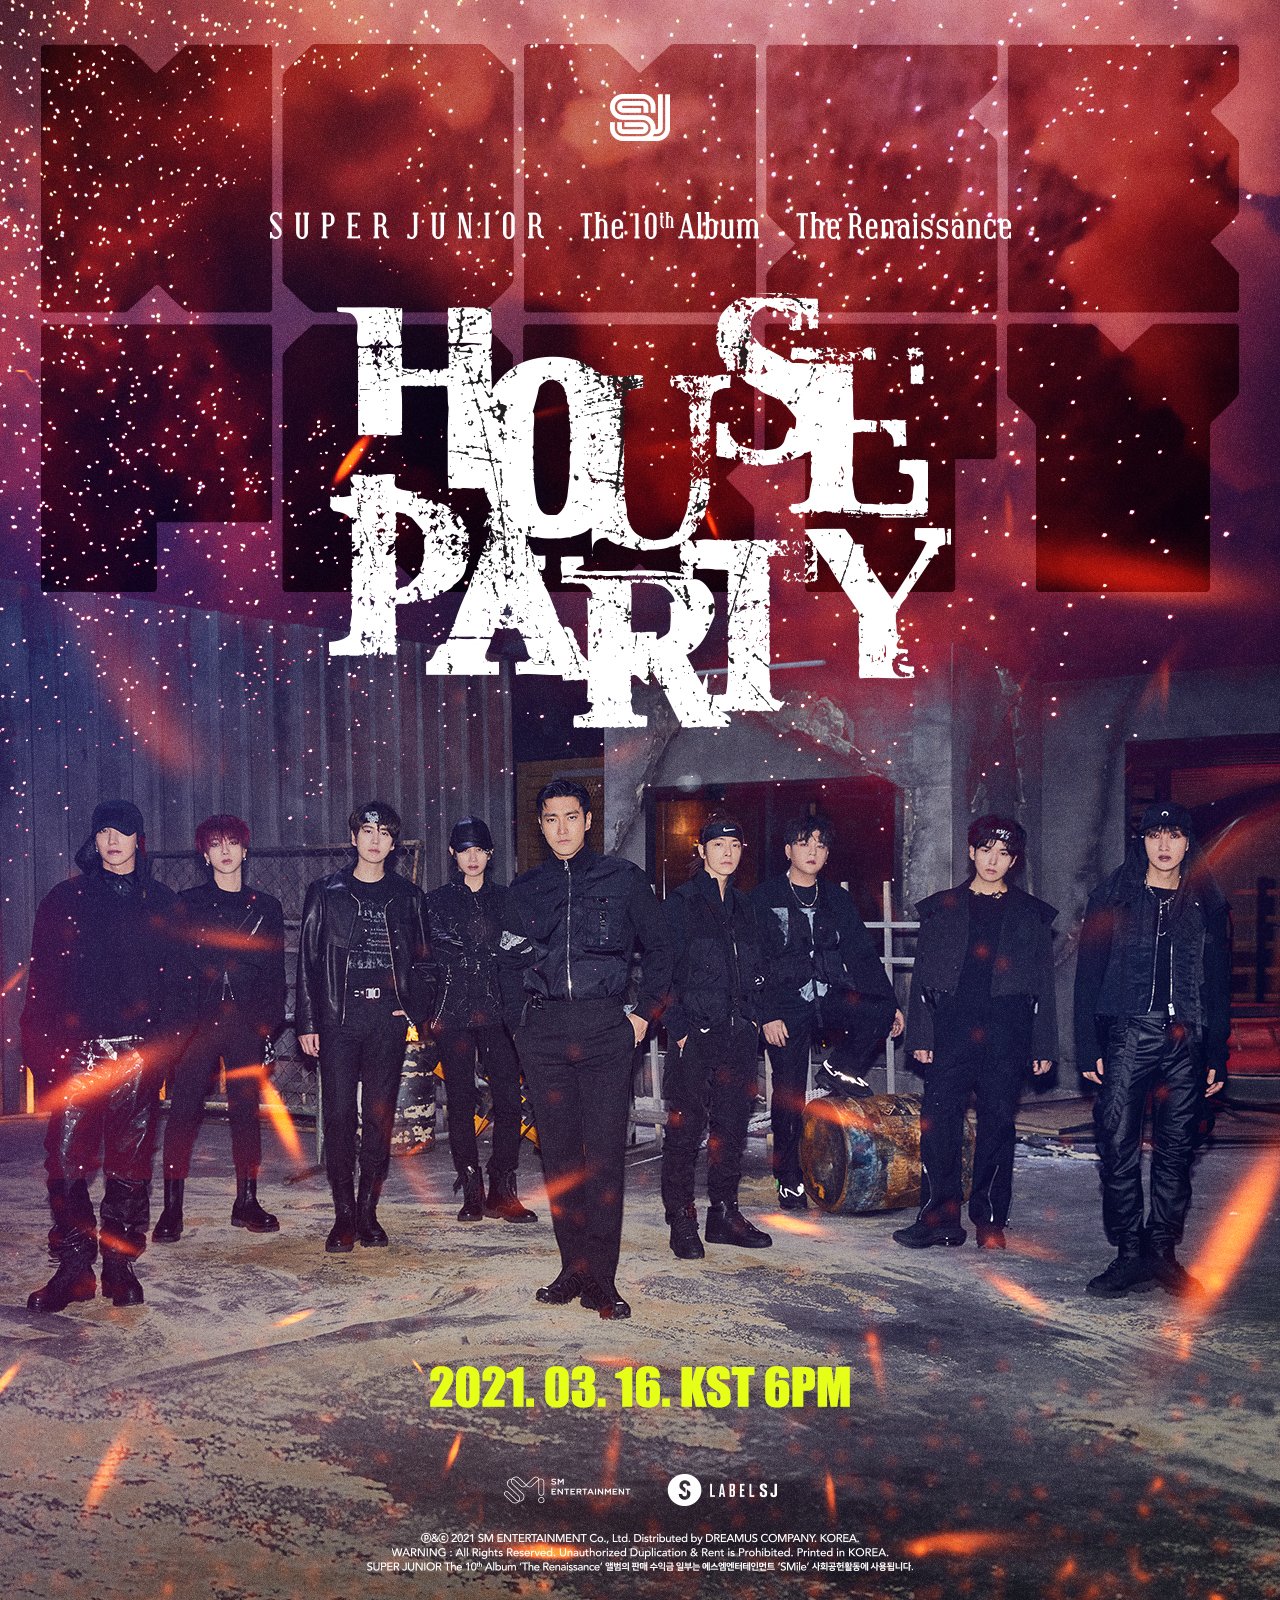 SJ
SUPER JUNIOR The 10th Album The Renaissance
HOUSE
PARTY
2021. 03. 16. KST 6PM
SM ENTERTAINMENT
S LABEL SJ
℗&ⓒ 2021 SM ENTERTAINMENT Co., Ltd. Distributed by DREAMUS COMPANY. KOREA.
WARNING : All Rights Reserved. Unauthorized Duplication & Rent is Prohibited. Printed in KOREA.
SUPER JUNIOR The 10th Album ‘The Renaissance’ 앨범의 판매 수익금 일부는 에스엠엔터테인먼트 ‘SMile’ 사회공헌활동에 사용됩니다.